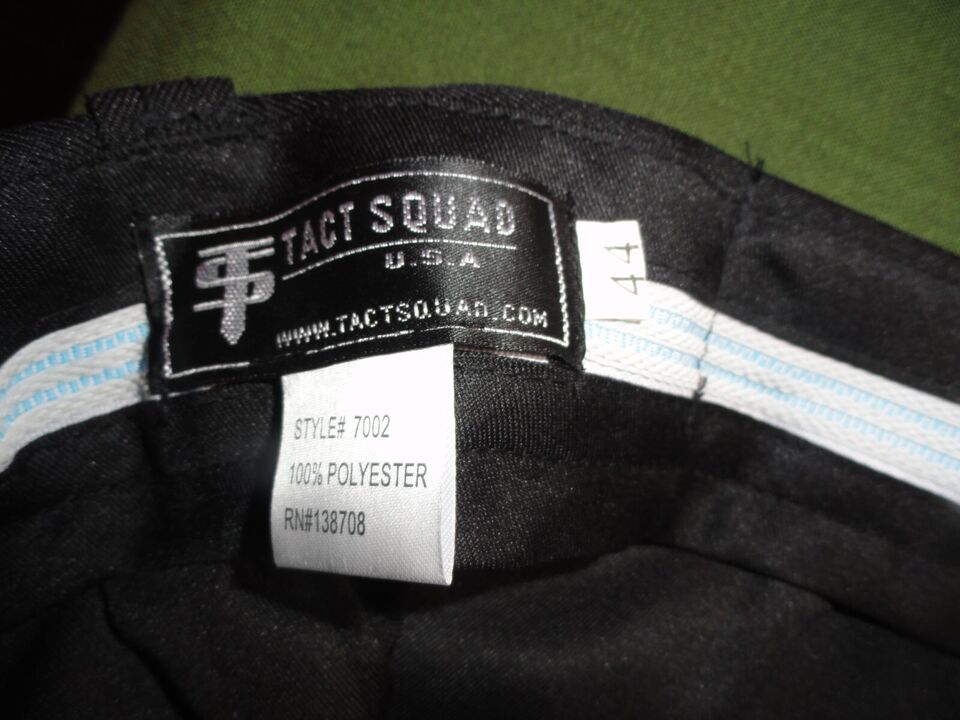 TS
TACT SQUAD
U.S.A
WWW.TACTSQUAD.COM
44
STYLE# 7002
100% POLYESTER
RN#138708